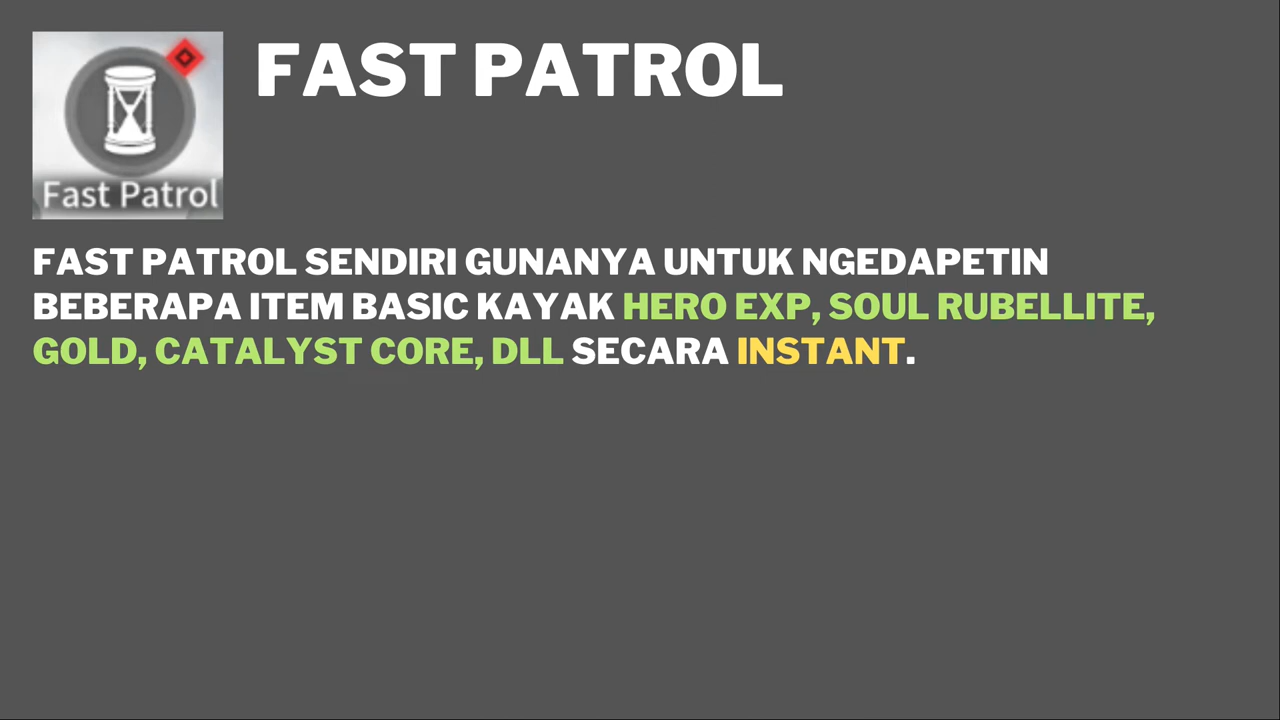 FAST PATROL
Fast Patrol
FAST PATROL SENDIRI GUNANYA UNTUK NGEDAPETIN
BEBERAPA ITEM BASIC KAYAK HERO EXP, SOUL RUBELLITE,
GOLD, CATALYST CORE, DLL SECARA INSTANT.